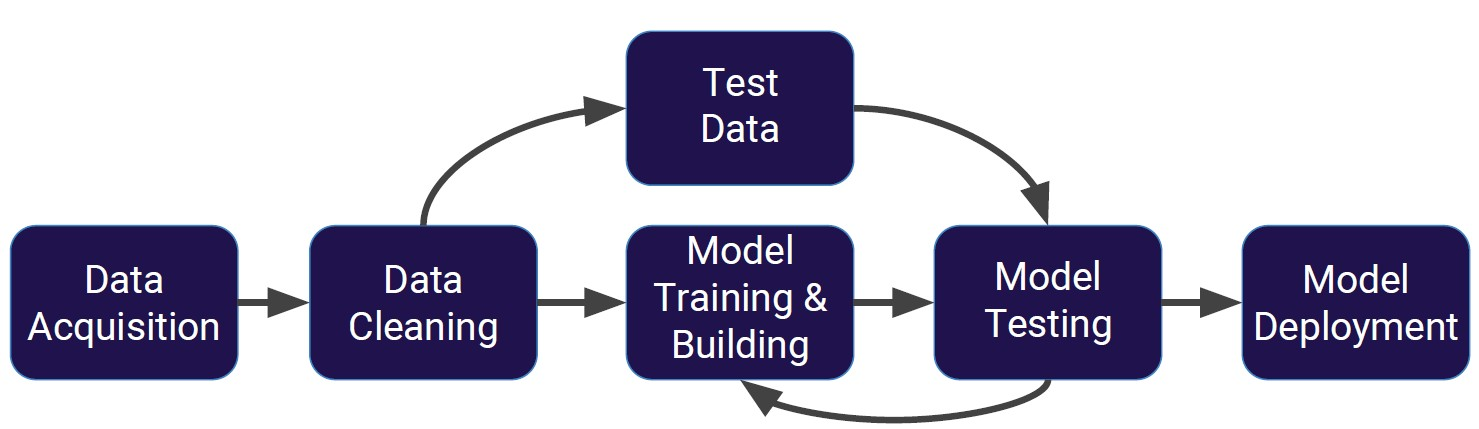 Test
Data
Data
Acquisition
Data
Cleaning
Model
Training &
Building
Model
Testing
Model
Deployment